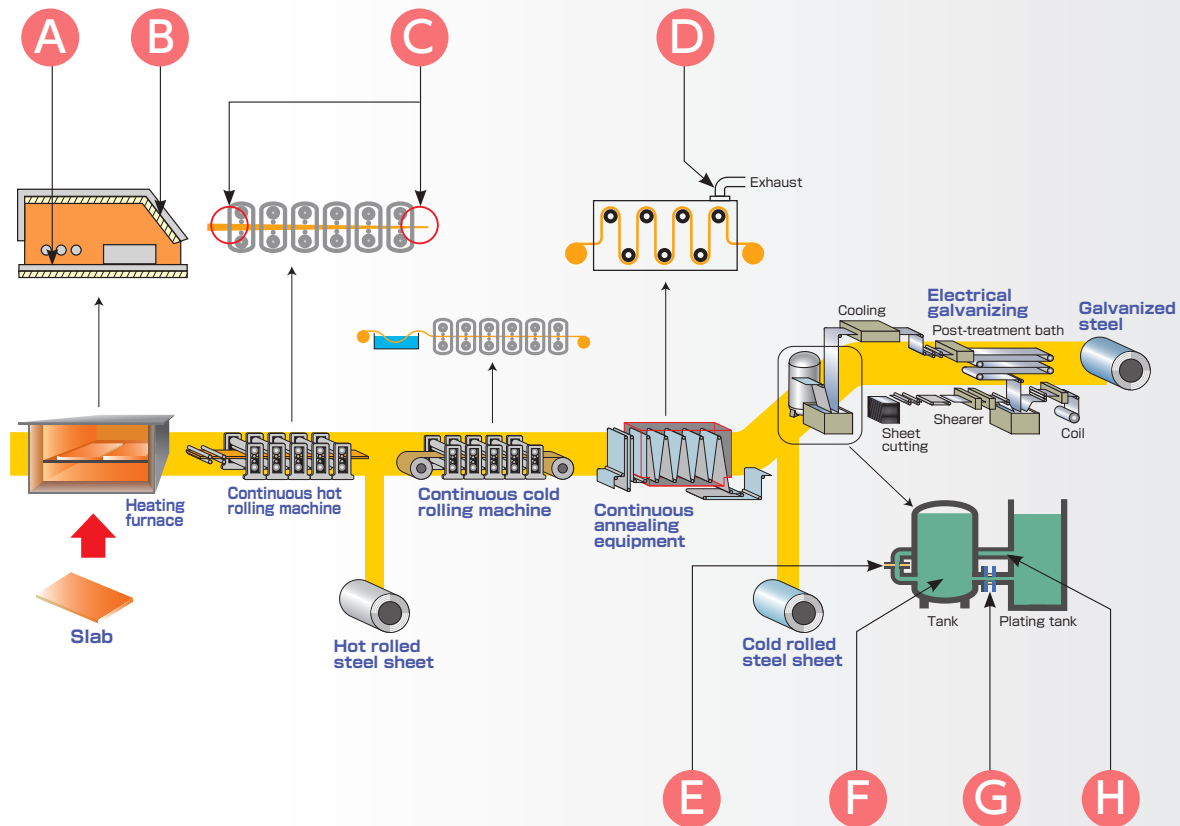 A
B
C
D
Exhaust
Cooling
Electrical
galvanizing
Post-treatment bath
Galvanized
steel
Sheet
cutting
Shearer
Coil
Heating
furnace
Continuous hot
rolling machine
Continuous cold
rolling machine
Continuous
annealing
equipment
Slab
Hot rolled
steel sheet
Cold rolled
steel sheet
Tank
Plating tank
E
F
G
H